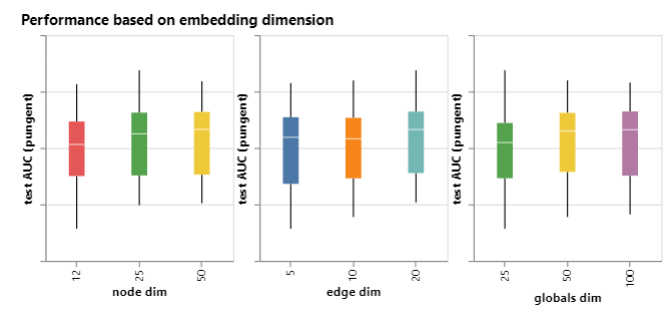 Performance based on embedding dimension
test AUC (pungent)
12
25
50
node dim
test AUC (pungent)
5
10
20
edge dim
test AUC (pungent)
25
50
100
globals dim